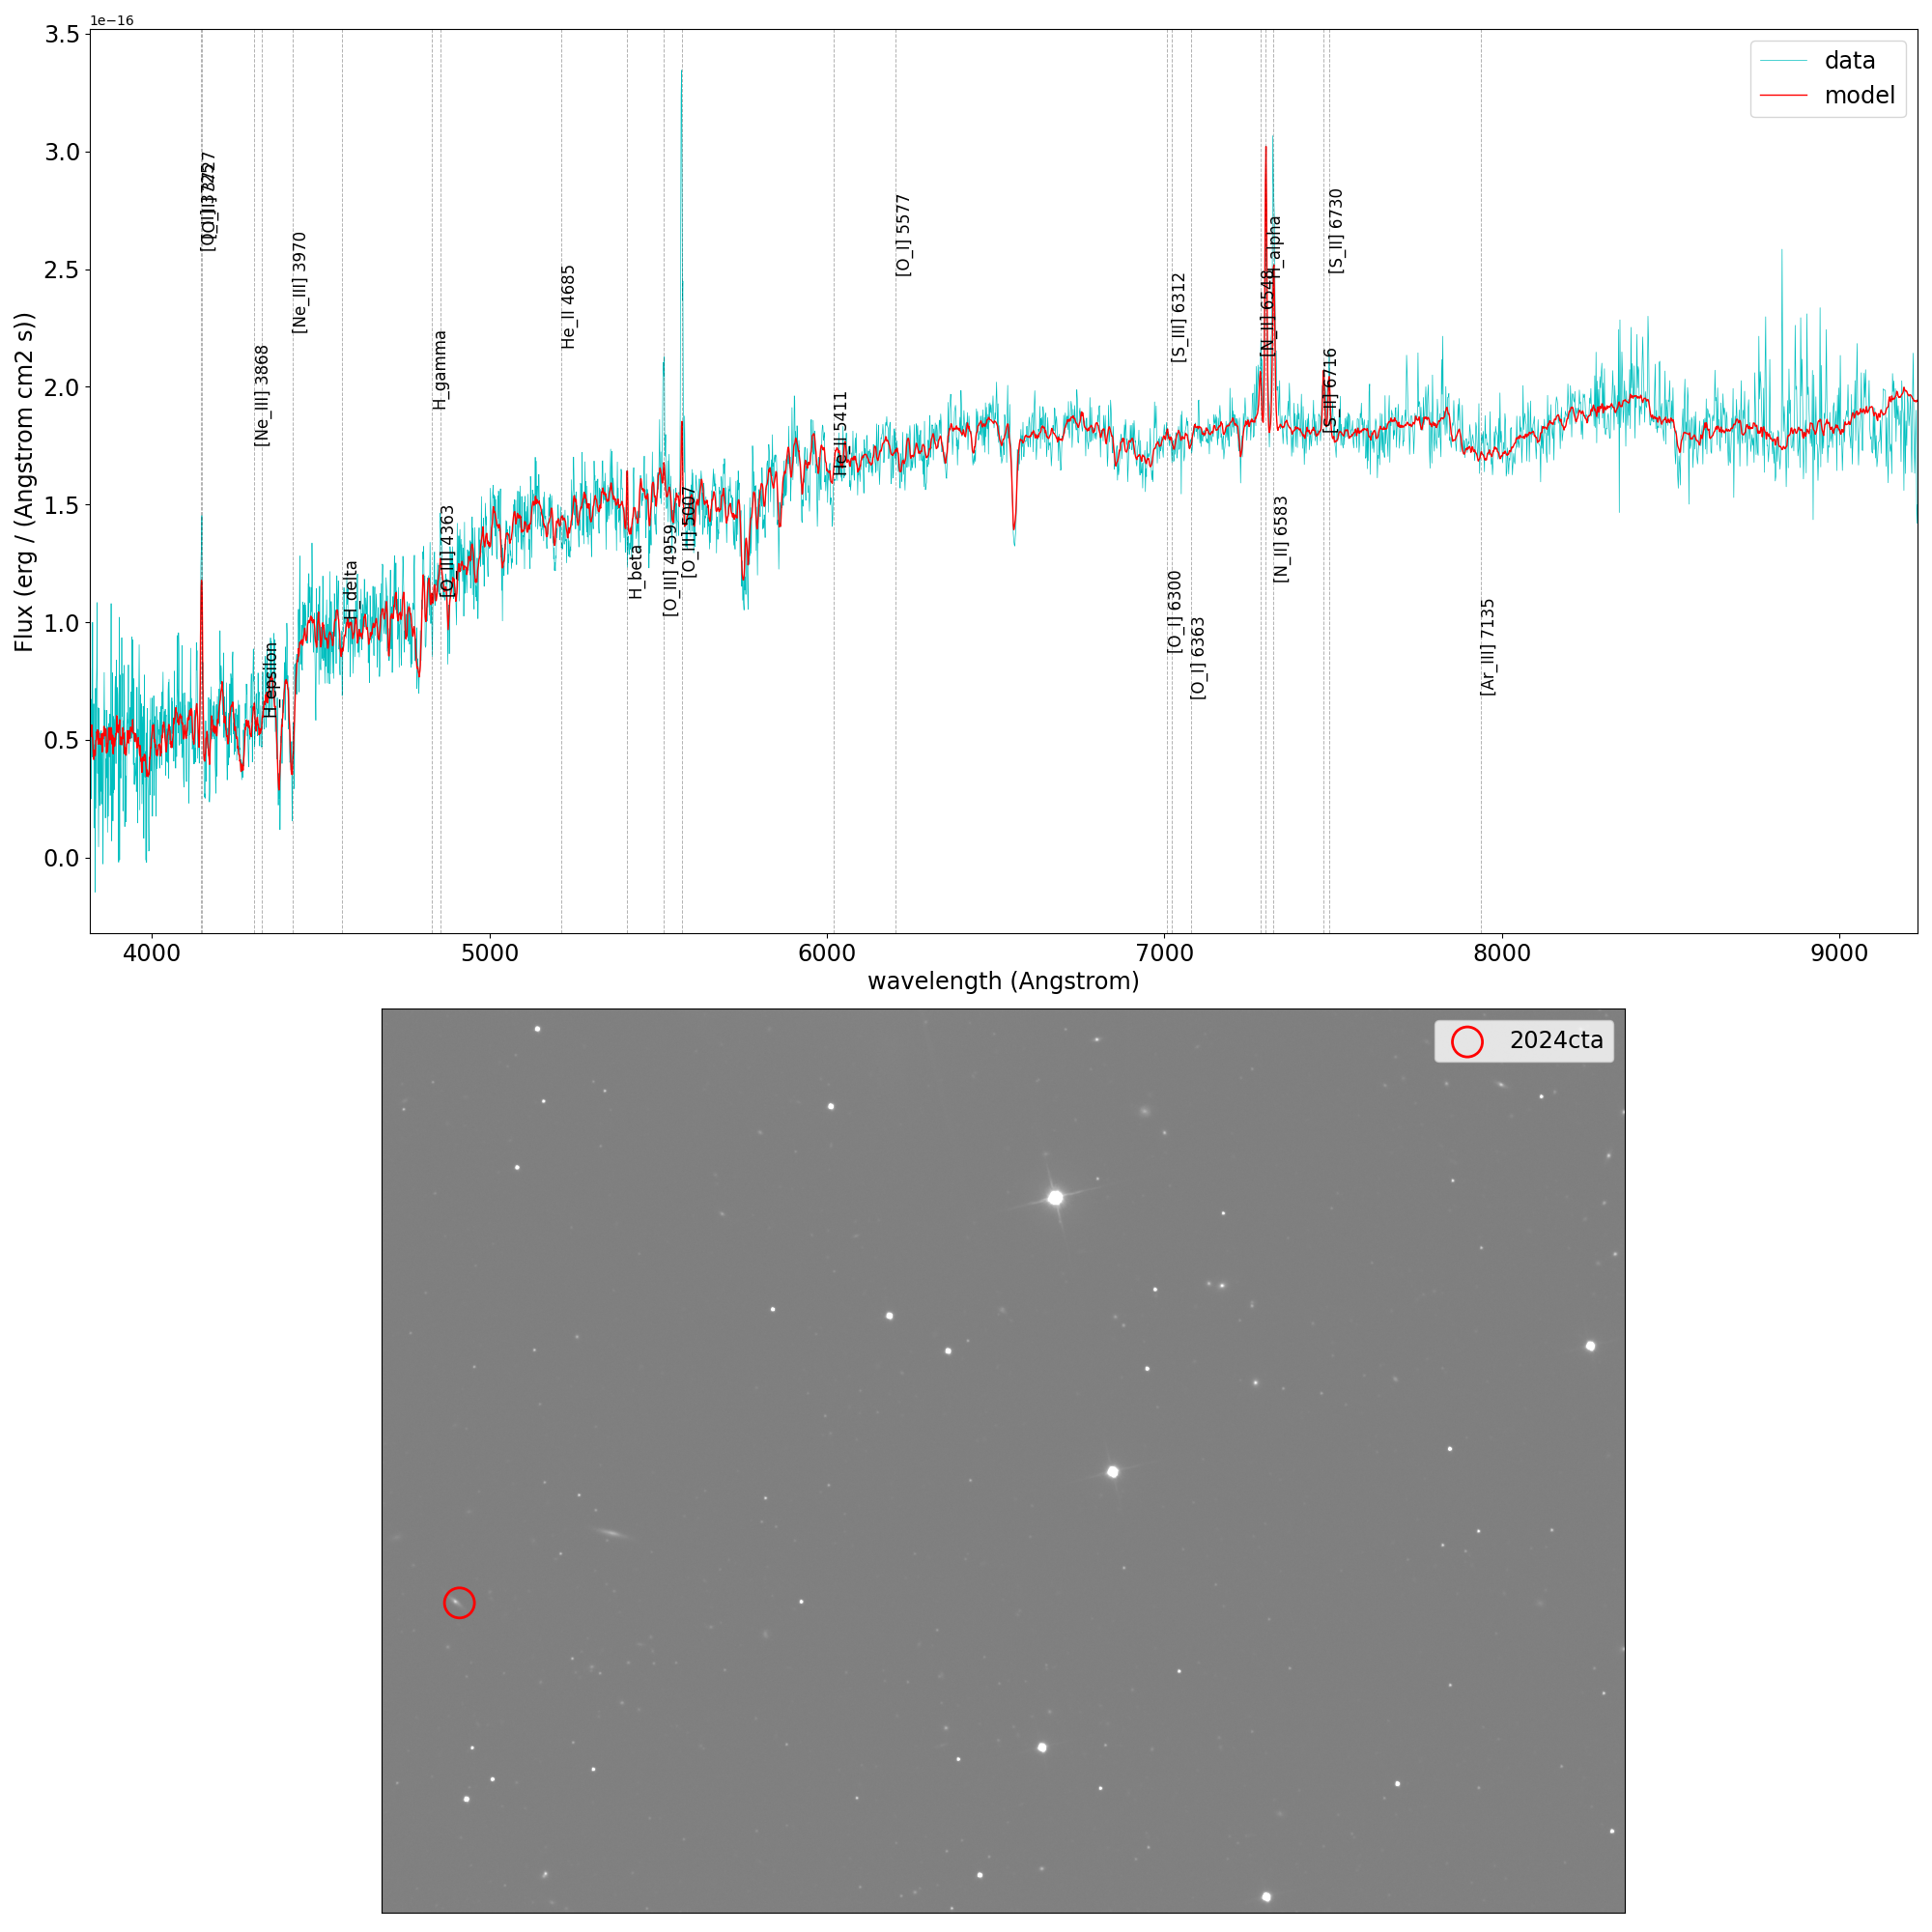 1e−16
3.5
3.0
2.5
2.0
1.5
1.0
0.5
0.0
Flux (erg / (Angstrom cm2 s))
data
model
[O_II] 3727
[Ne_III] 3868
H_epsilon
[Ne_III] 3970
H_delta
H_gamma
[O_III] 4363
He_II 4685
H_beta
[O_III] 4959
[O_III] 5007
He_II 5411
[O_I] 5577
[O_I] 6300
[S_III] 6312
[O_I] 6363
[N_II] 6548
H_alpha
[N_II] 6583
[S_II] 6716
[S_II] 6730
[Ar_III] 7135
4000
5000
6000
7000
8000
9000
wavelength (Angstrom)
2024cta